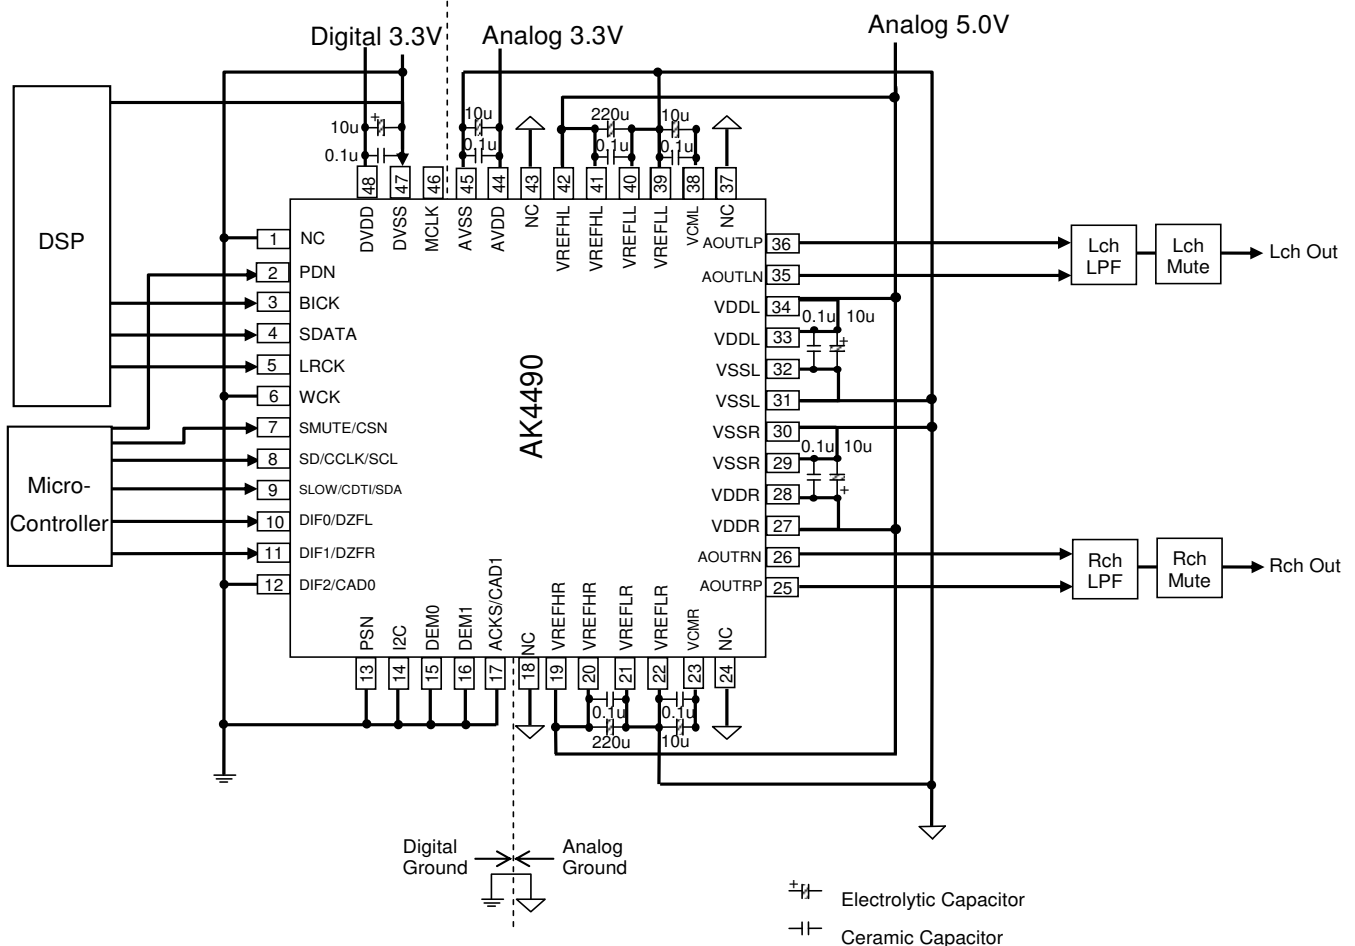 Digital 3.3V
Analog 3.3V
Analog 5.0V
10u
0.1u
10u
0.1u
220u
0.1u
10u
0.1u
48
47
46
45
44
43
42
41
40
39
38
37
DVDD
DVSS
MCLK
AVSS
AVDD
NC
VREFHL
VREFHL
VREFLL
VREFLL
VCML
NC
DSP
Micro-
Controller
1 NC
2 PDN
3 BICK
4 SDATA
5 LRCK
6 WCK
7 SMUTE/CSN
8 SD/CCLK/SCL
9 SLOW/CDTI/SDA
10 DIF0/DZFL
11 DIF1/DZFR
12 DIF2/CAD0
AK4490
AOUTLP 36
AOUTLN 35
VDDL 34
VDDL 33
VSSL 32
VSSL 31
VSSR 30
VSSR 29
VDDR 28
VDDR 27
AOUTRN 26
AOUTRP 25
0.1u 10u
0.1u 10u
Lch
LPF
Lch
Mute
Lch Out
Rch
LPF
Rch
Mute
Rch Out
PSN
I2C
DEM0
DEM1
ACKS/CAD1
NC
VREFHR
VREFHR
VREFLR
VREFLR
VCMR
NC
13
14
15
16
17
18
19
20
21
22
23
24
0.1u
220u
0.1u
10u
Digital
Ground
Analog
Ground
+ Electrolytic Capacitor
Ceramic Capacitor